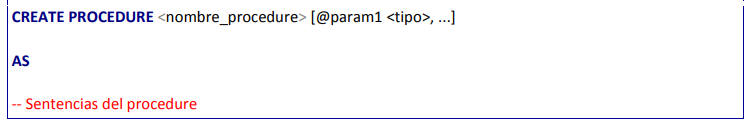 CREATE PROCEDURE <nombre_procedure> [@param1 <tipo>, ...]
AS
-- Sentencias del procedure